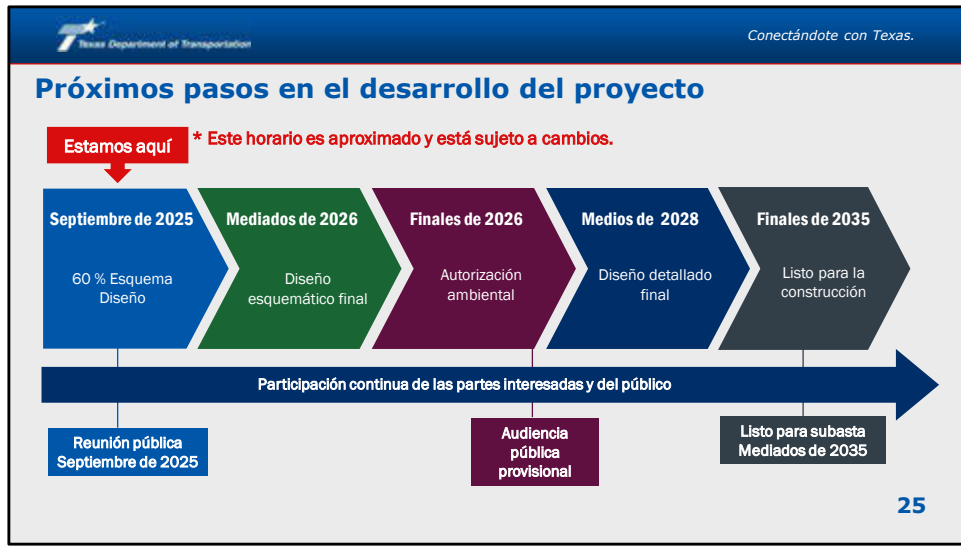 Texas Department of Transportation
Conectándote con Texas.
Próximos pasos en el desarrollo del proyecto
Estamos aquí
* Este horario es aproximado y está sujeto a cambios.
Septiembre de 2025
60 % Esquema
Diseño
Mediados de 2026
Diseño
esquemático final
Finales de 2026
Autorización
ambiental
Medios de 2028
Diseño detallado
final
Finales de 2035
Listo para la
construcción
Participación continua de las partes interesadas y del público
Reunión pública
Septiembre de 2025
Audiencia
pública
provisional
Listo para subasta
Mediados de 2035
25